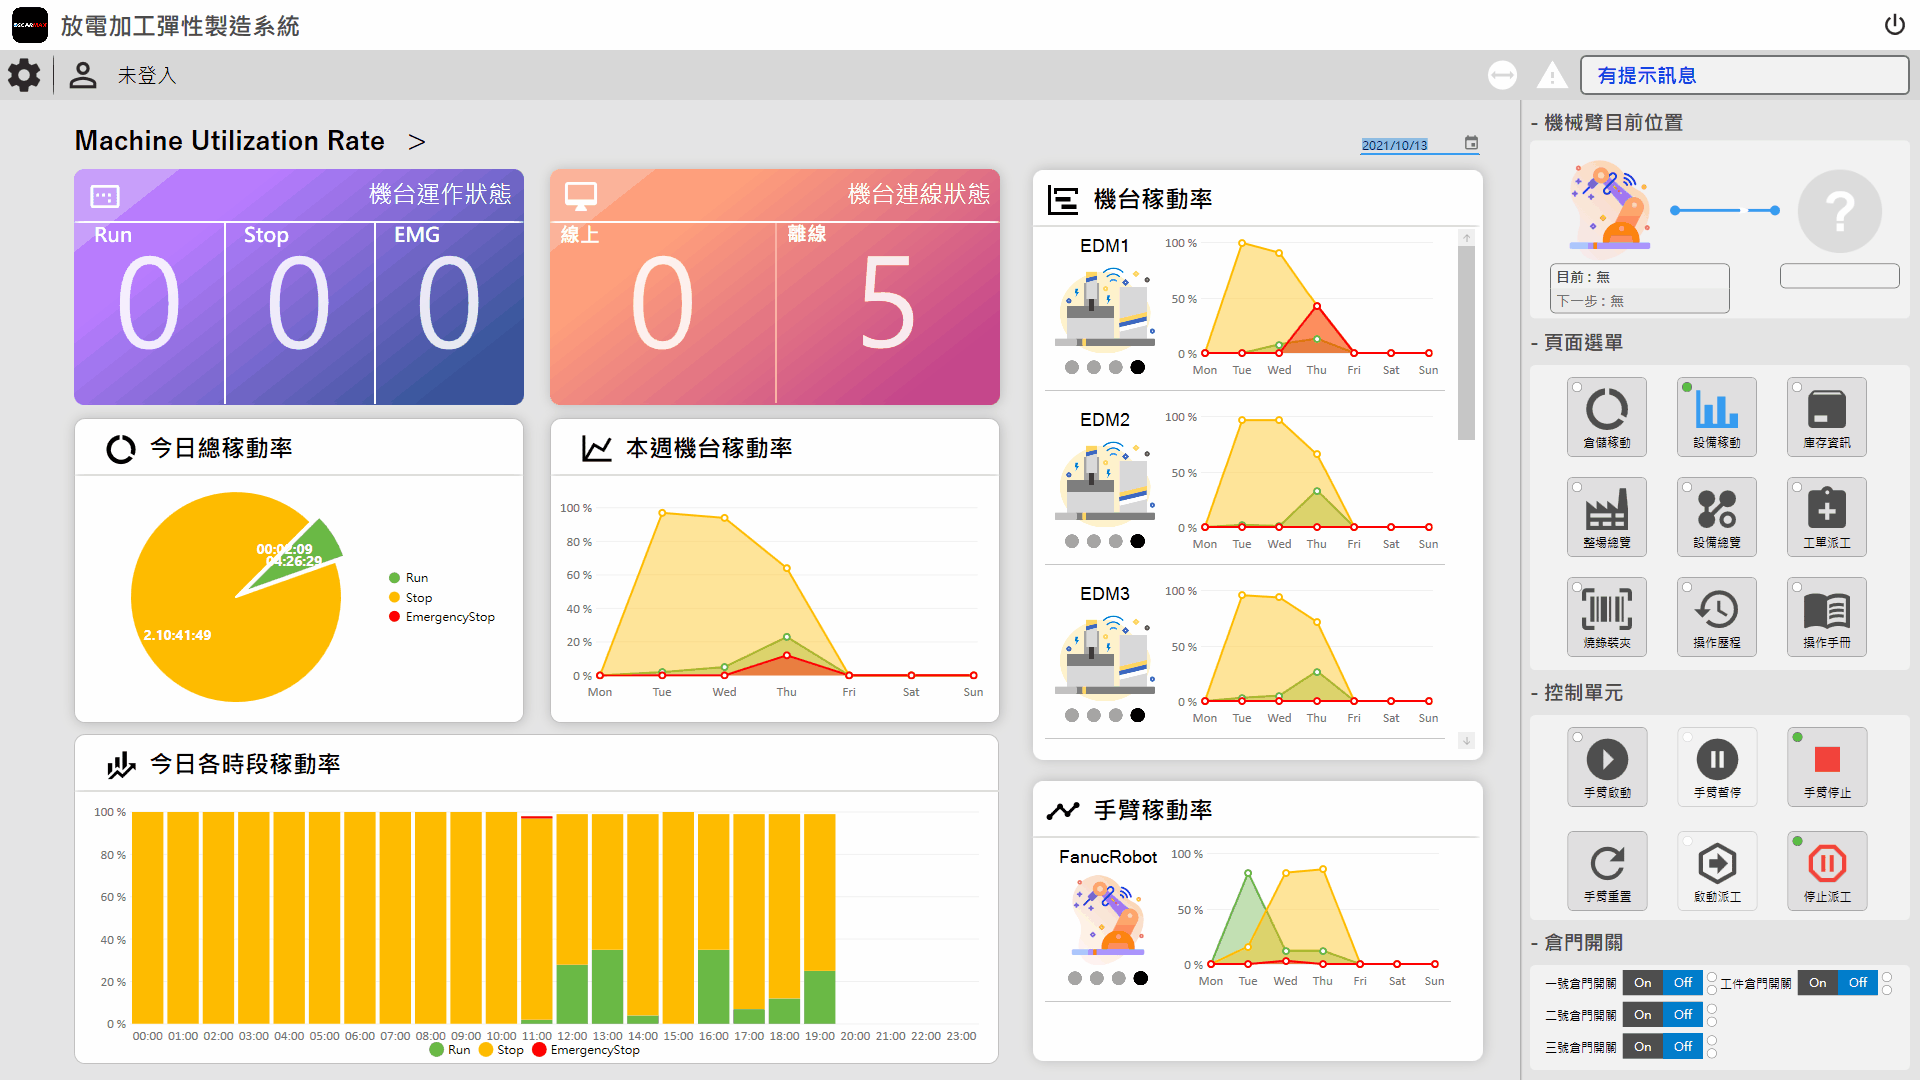 OSCARMAX 放電加工彈性製造系統
未登入
有提示訊息
Machine Utilization Rate >
2021/10/13
機台運作狀態
Run Stop EMG
0 0 0
機台連線狀態
線上 離線
0 5
今日總稼動率
00:02:09
04:26:29
2.10:41:49
Run
Stop
EmergencyStop
本週機台稼動率
100 %
80 %
60 %
40 %
20 %
0 %
Mon Tue Wed Thu Fri Sat Sun
今日各時段稼動率
100 %
80 %
60 %
40 %
20 %
0 %
00:00 01:00 02:00 03:00 04:00 05:00 06:00 07:00 08:00 09:00 10:00 11:00 12:00 13:00 14:00 15:00 16:00 17:00 18:00 19:00 20:00 21:00 22:00 23:00
Run Stop EmergencyStop
機台稼動率
EDM1
100 %
50 %
0 %
Mon Tue Wed Thu Fri Sat Sun
EDM2
100 %
50 %
0 %
Mon Tue Wed Thu Fri Sat Sun
EDM3
100 %
50 %
0 %
Mon Tue Wed Thu Fri Sat Sun
手臂稼動率
FanucRobot
100 %
50 %
0 %
Mon Tue Wed Thu Fri Sat Sun
- 機械臂目前位置
?
目前 : 無
下一步 : 無
- 頁面選單
倉儲稼動 設備稼動 庫存資訊
整場總覽 設備總覽 工單派工
燒錄裝夾 操作歷程 操作手冊
- 控制單元
手臂啟動 手臂暫停 手臂停止
手臂重置 啟動派工 停止派工
- 倉門開關
一號倉門開關 On Off 工件倉門開關 On Off
二號倉門開關 On Off
三號倉門開關 On Off